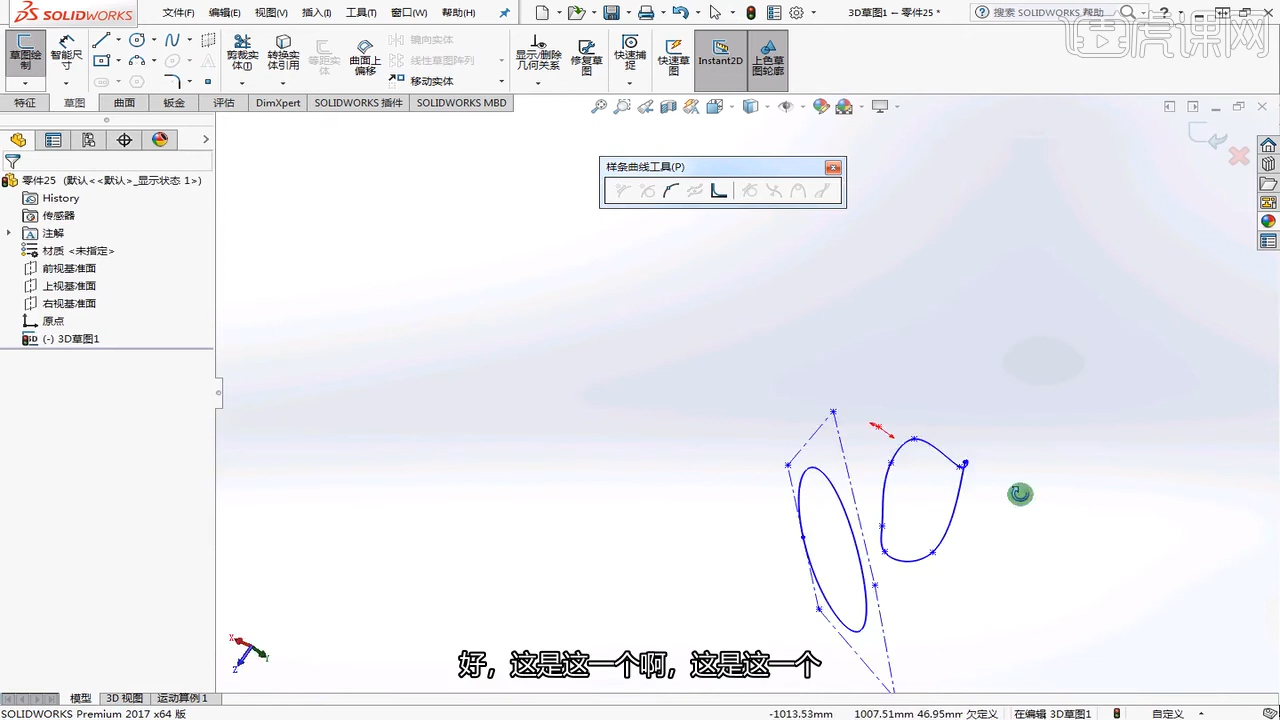 SOLIDWORKS
文件(F) 编辑(E) 视图(V) 插入(I) 工具(T) 窗口(W) 帮助(H)
3D草图1 – 零件25 *
搜索 SOLIDWORKS 帮助
虎课网
草图绘制
智能尺寸
剪裁实体(T)
转换实体引用
等距实体
曲面上偏移
镜向实体
线性草图阵列
移动实体
显示/删除几何关系
修复草图
快速捕捉
快速草图
Instant2D
上色草图轮廓
特征 草图 曲面 钣金 评估 DimXpert SOLIDWORKS 插件 SOLIDWORKS MBD
样条曲线工具(P)
零件25 (默认<<默认>_显示状态 1>)
History
传感器
注解
材质 <未指定>
前视基准面
上视基准面
右视基准面
原点
(-) 3D草图1
X
Y
Z
好，这是这一个啊，这是这一个
模型 3D 视图 运动算例 1
SOLIDWORKS Premium 2017 x64 版
-1013.53mm 1007.51mm 46.95mm 欠定义 在编辑 3D草图1 自定义